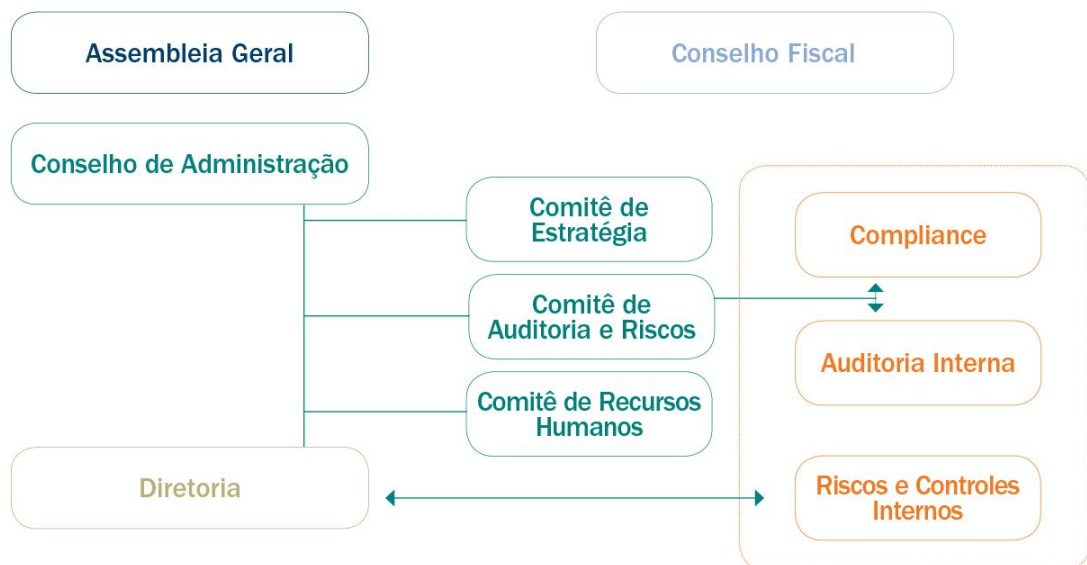 Assembleia Geral
Conselho Fiscal
Conselho de Administração
Comitê de
Estratégia
Compliance
Comitê de
Auditoria e Riscos
Auditoria Interna
Comitê de Recursos
Humanos
Diretoria
Riscos e Controles
Internos